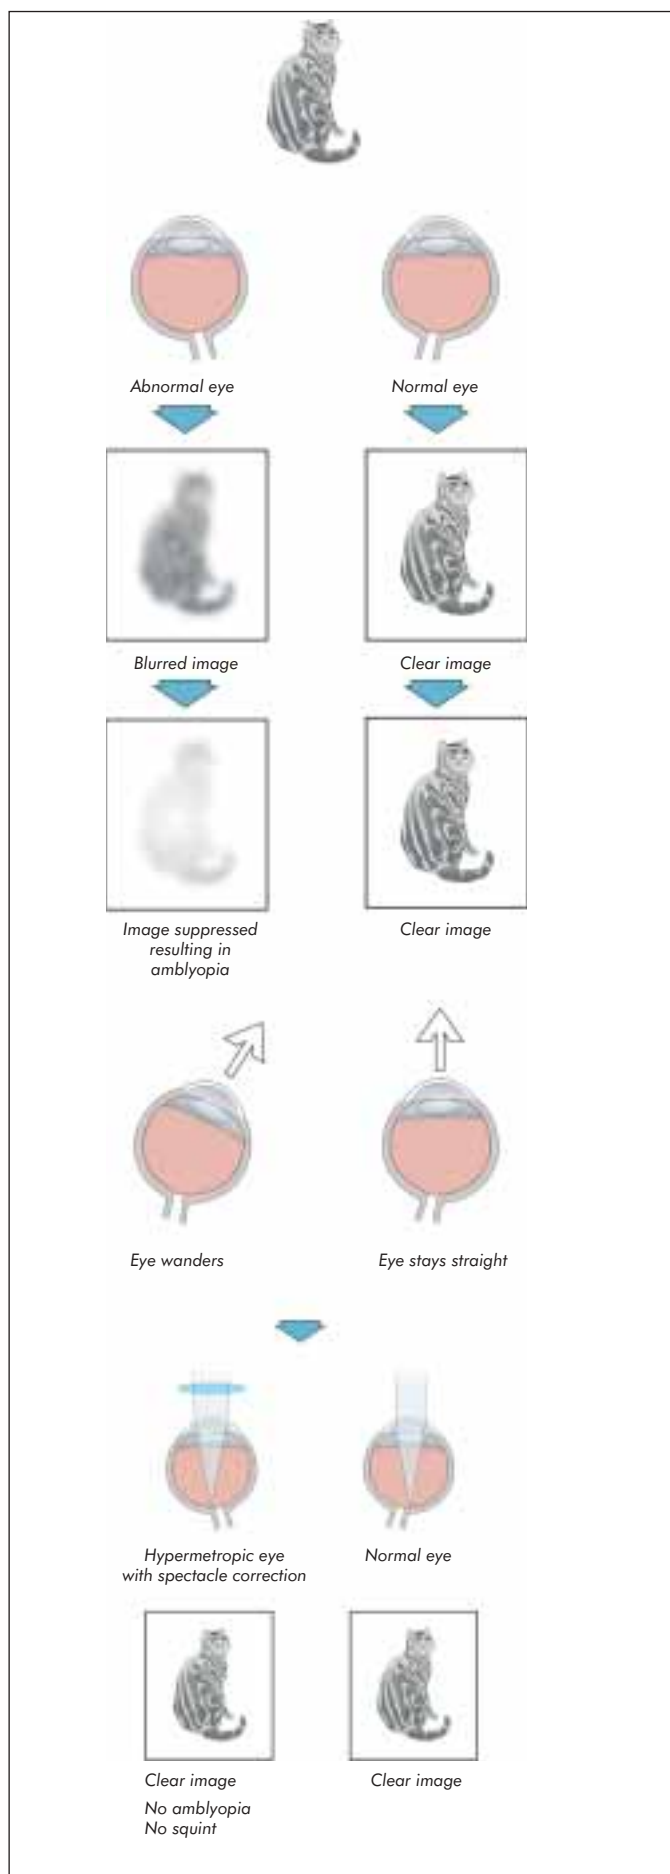 Abnormal eye
Normal eye
Blurred image
Clear image
Image suppressed
resulting in
amblyopia
Clear image
Eye wanders
Eye stays straight
Hypermetropic eye
with spectacle correction
Normal eye
Clear image
No amblyopia
No squint
Clear image